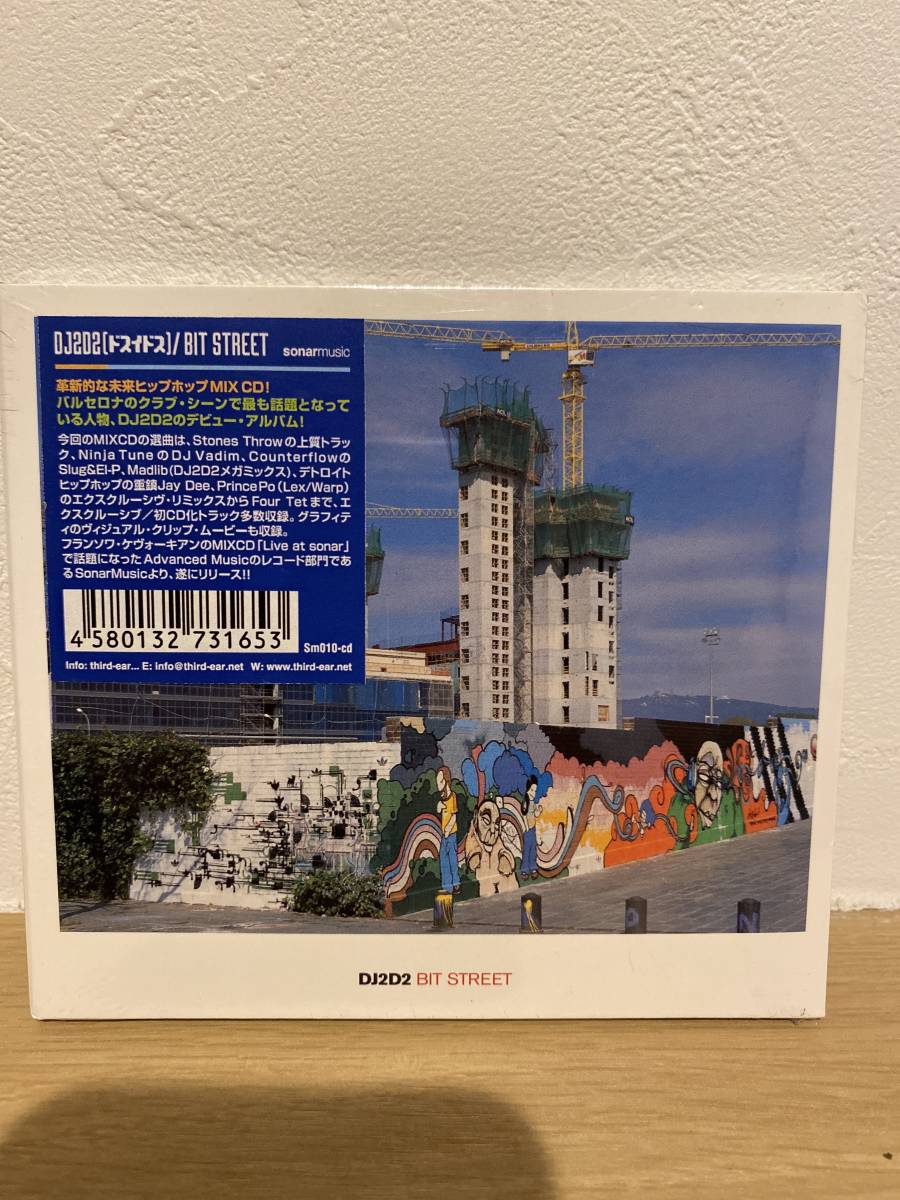 DJ2D2[ドスイドス]/ BIT STREET sonarmusic
革新的な未来ヒップホップMIX CD!
バルセロナのクラブ・シーンで最も話題となって
いる人物、DJ2D2のデビュー・アルバム!
今回のMIXCDの選曲は、Stones Throwの上質トラッ
ク、Ninja TuneのDJ Vadim、Counterflowの
Slug&El-P、Madlib(DJ2D2メガミックス)、デトロイト
ヒップホップの重鎮Jay Dee、PrincePo(Lex/Warp)
のエクスクルーシヴ・リミックスからFour Tetまで、エ
クスクルーシブ/初CD化トラック多数収録。グラフィテ
ィのヴィジュアル・クリップ・ムービーも収録。
フランソワ・ケヴォーキアンのMIXCD「Live at sonar」
で話題になったAdvanced Musicのレコード部門であ
るSonarMusicより、遂にリリース!!
4 580132 731653
Sm010-cd
Info: third-ear... E: info@third-ear.net W: www.third-ear.net
DJ2D2 BIT STREET